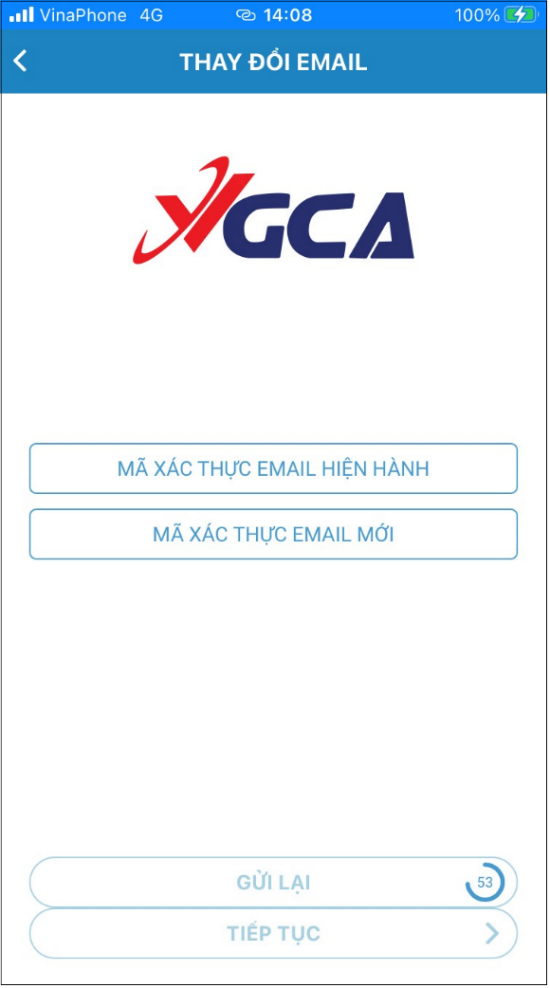 VinaPhone 4G 14:08 100%
THAY ĐỔI EMAIL
VGCA
MÃ XÁC THỰC EMAIL HIỆN HÀNH
MÃ XÁC THỰC EMAIL MỚI
GỬI LẠI 53
TIẾP TỤC